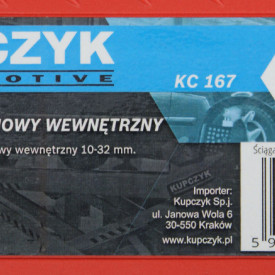 CZYK
OTIVE
KC 167
OWY WEWNĘTRZNY
wy wewnętrzny 10-32 mm.
Ściąga
KUPCZYK
Importer:
Kupczyk Sp.j.
ul. Janowa Wola 6
30-550 Kraków
www.kupczyk.pl
5 9